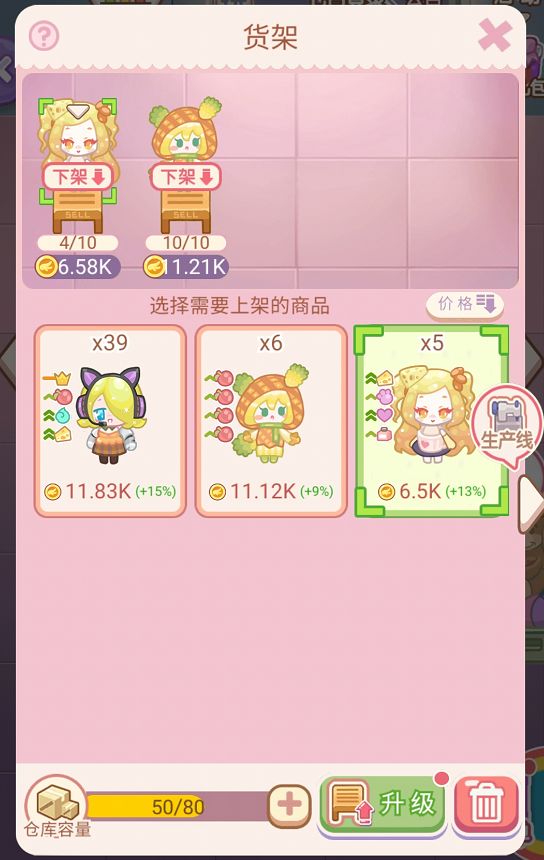 ?
货架
下架 下架
SELL SELL
4/10 10/10
6.58K 11.21K
选择需要上架的商品 价格
x39 x6 x5
11.83K (+15%) 11.12K (+9%) 6.5K (+13%)
生产线
50/80
升级
仓库容量